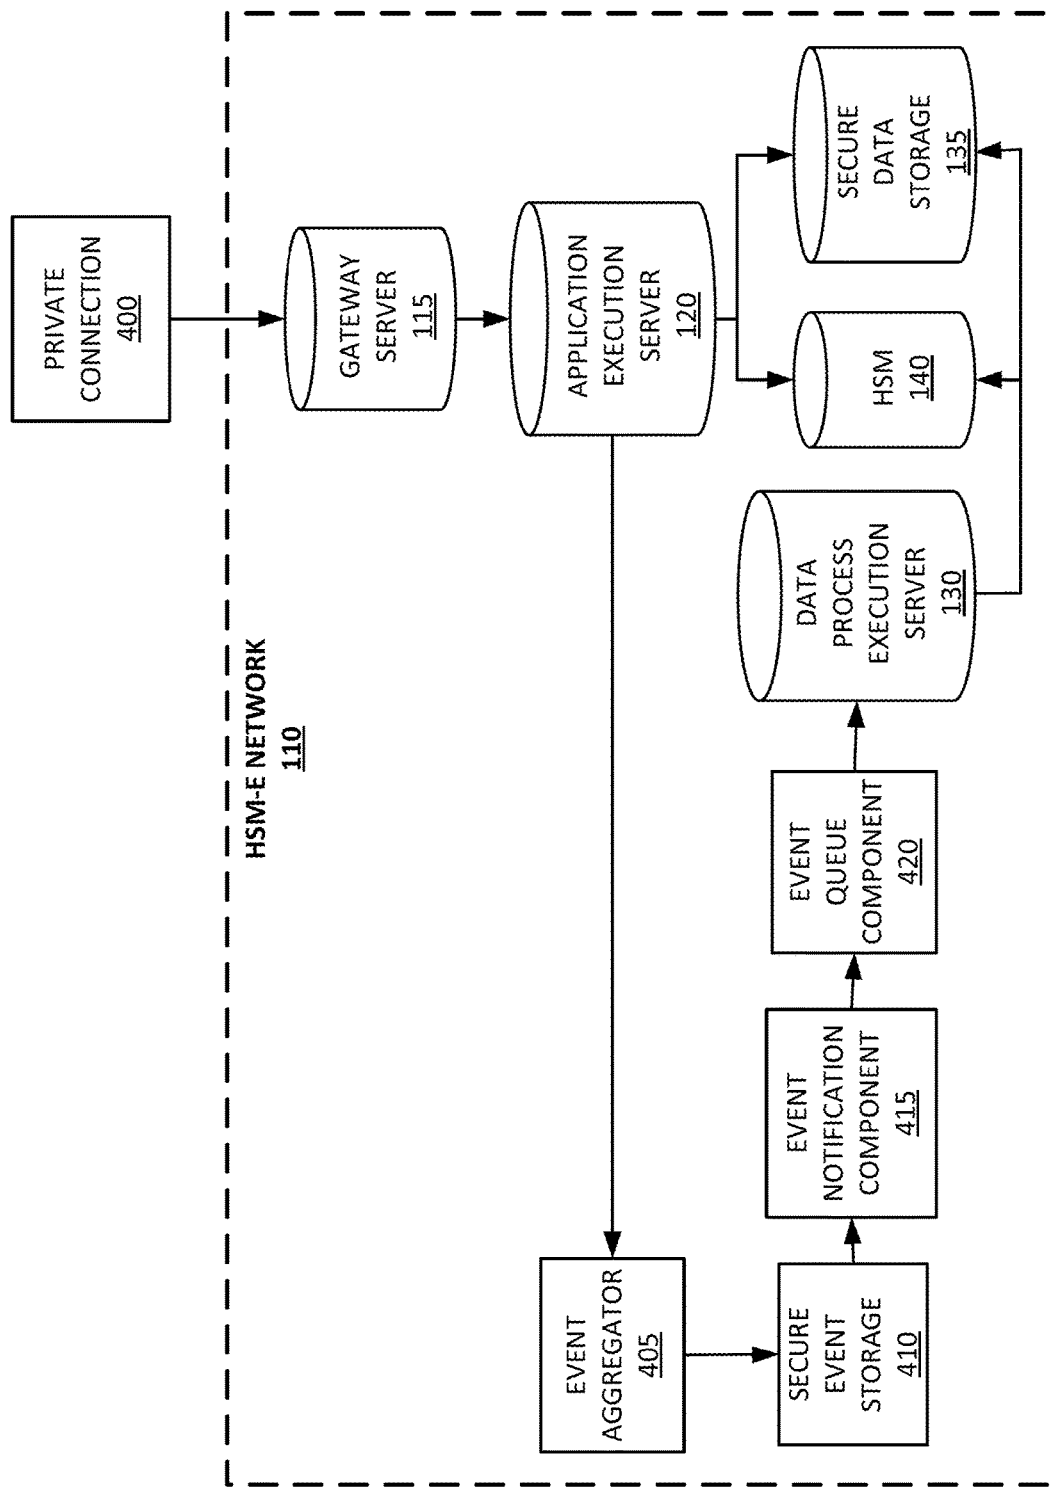 PRIVATE
CONNECTION
400
HSM-E NETWORK
110
GATEWAY
SERVER
115
APPLICATION
EXECUTION
SERVER
120
SECURE
DATA
STORAGE
135
HSM
140
DATA
PROCESS
EXECUTION
SERVER
130
EVENT
QUEUE
COMPONENT
420
EVENT
NOTIFICATION
COMPONENT
415
EVENT
AGGREGATOR
405
SECURE
EVENT
STORAGE
410